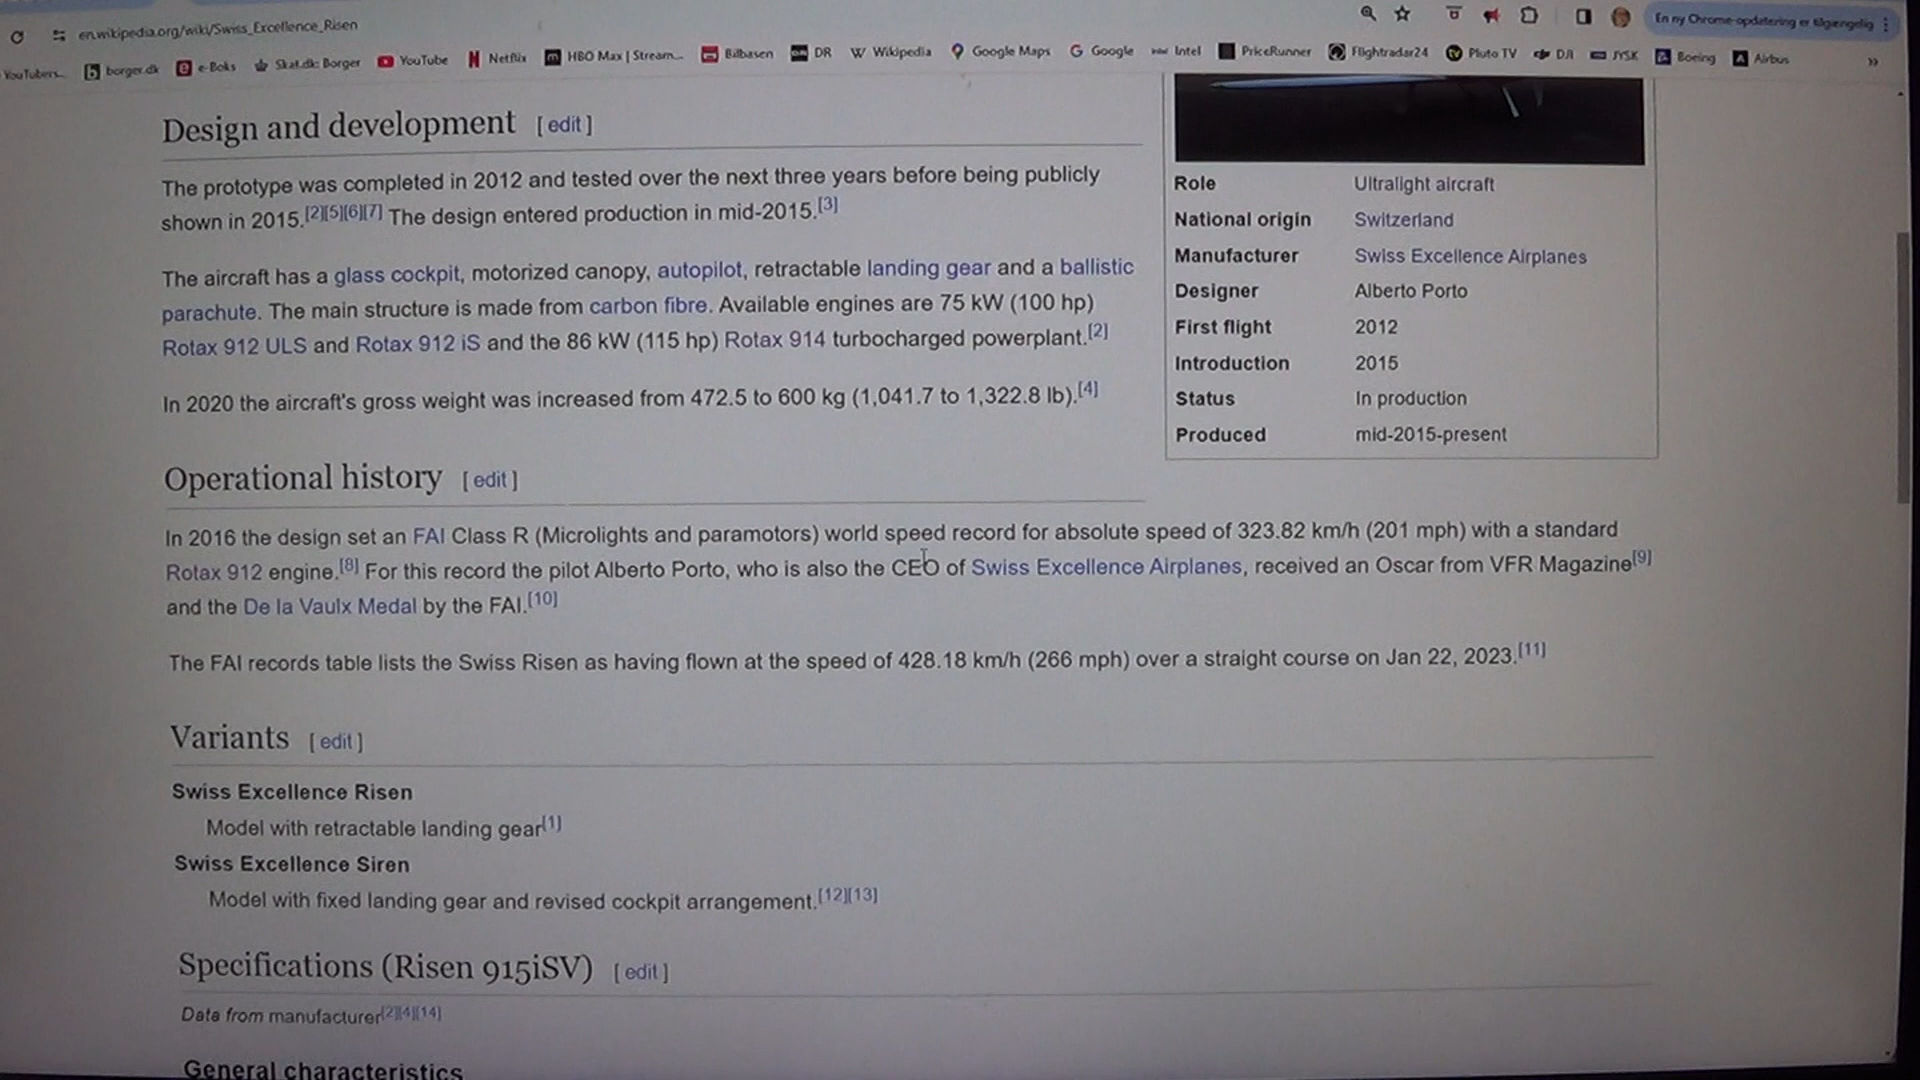 en.wikipedia.org/wiki/Swiss_Excellence_Risen
En ny Chrome-opdatering er tilgængelig
YouTubers... borger.dk e-Boks Skat.dk: Borger YouTube Netflix HBO Max | Stream... Bilbasen DR Wikipedia Google Maps Google Intel PriceRunner Flightradar24 Pluto TV DJI JYSK Boeing Airbus »
Design and development [ edit ]
The prototype was completed in 2012 and tested over the next three years before being publicly
shown in 2015.[2][5][6][7] The design entered production in mid-2015.[3]
The aircraft has a glass cockpit, motorized canopy, autopilot, retractable landing gear and a ballistic
parachute. The main structure is made from carbon fibre. Available engines are 75 kW (100 hp)
Rotax 912 ULS and Rotax 912 iS and the 86 kW (115 hp) Rotax 914 turbocharged powerplant.[2]
In 2020 the aircraft's gross weight was increased from 472.5 to 600 kg (1,041.7 to 1,322.8 lb).[4]
Role Ultralight aircraft
National origin Switzerland
Manufacturer Swiss Excellence Airplanes
Designer Alberto Porto
First flight 2012
Introduction 2015
Status In production
Produced mid-2015-present
Operational history [ edit ]
In 2016 the design set an FAI Class R (Microlights and paramotors) world speed record for absolute speed of 323.82 km/h (201 mph) with a standard
Rotax 912 engine.[8] For this record the pilot Alberto Porto, who is also the CEO of Swiss Excellence Airplanes, received an Oscar from VFR Magazine[9]
and the De la Vaulx Medal by the FAI.[10]
The FAI records table lists the Swiss Risen as having flown at the speed of 428.18 km/h (266 mph) over a straight course on Jan 22, 2023.[11]
Variants [ edit ]
Swiss Excellence Risen
Model with retractable landing gear[1]
Swiss Excellence Siren
Model with fixed landing gear and revised cockpit arrangement.[12][13]
Specifications (Risen 915iSV) [ edit ]
Data from manufacturer[2][4][14]
General characteristics